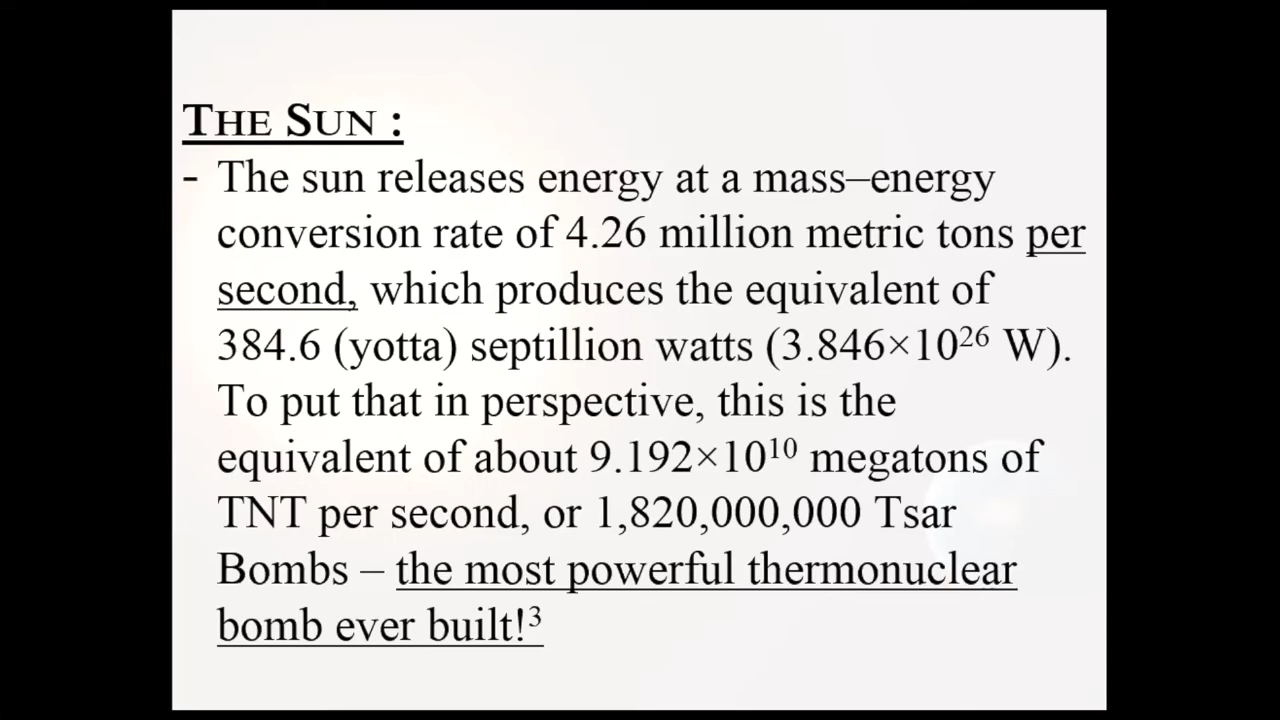 THE SUN :
- The sun releases energy at a mass–energy
conversion rate of 4.26 million metric tons per
second, which produces the equivalent of
384.6 (yotta) septillion watts (3.846×10²⁶ W).
To put that in perspective, this is the
equivalent of about 9.192×10¹⁰ megatons of
TNT per second, or 1,820,000,000 Tsar
Bombs – the most powerful thermonuclear
bomb ever built!³